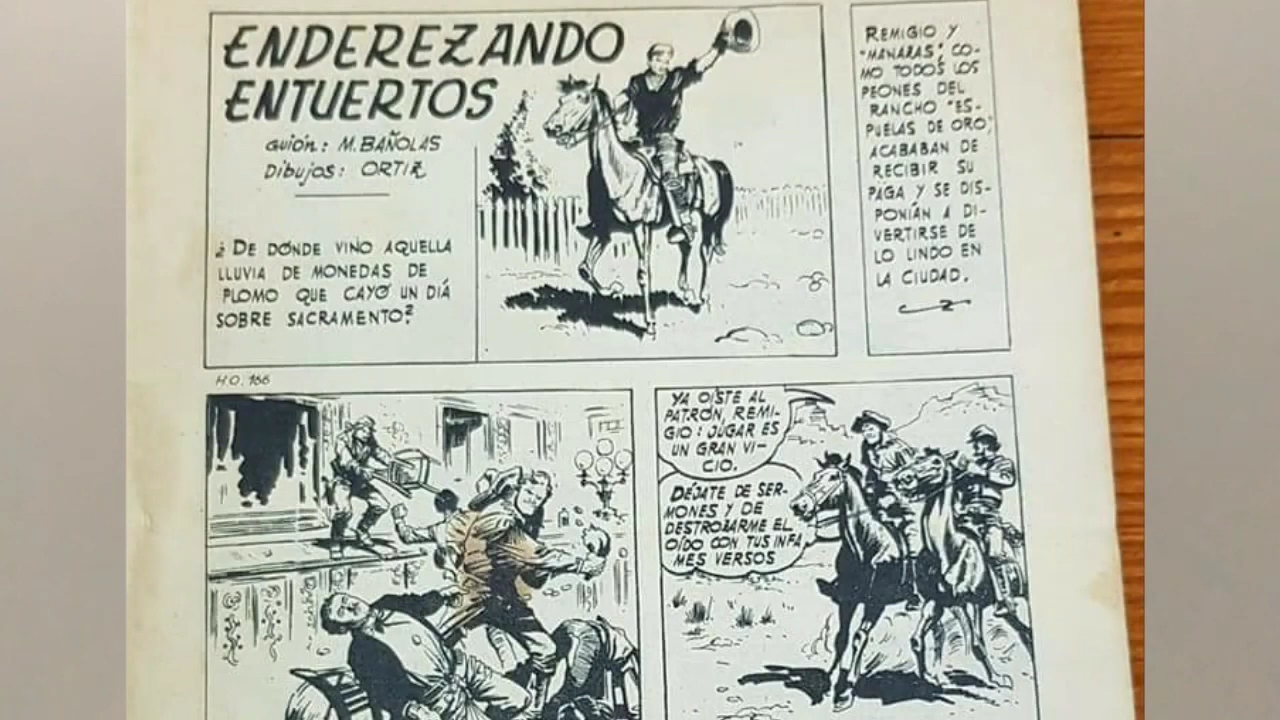 ENDEREZANDO
ENTUERTOS
GUIÓN: M. BAÑOLAS
DIBUJOS: ORTIZ
¿DE DÓNDE VINO AQUELLA
LLUVIA DE MONEDAS DE
PLOMO QUE CAYÓ UN DÍA
SOBRE SACRAMENTO?
REMIGIO Y
"MANARAS", CO-
MO TODOS LOS
PEONES DEL
RANCHO "ES-
PUELAS DE ORO",
ACABABAN DE
RECIBIR SU
PAGA Y SE DIS-
PONÍAN A DI-
VERTIRSE DE
LO LINDO EN
LA CIUDAD.
H.O. 166
YA OÍSTE AL
PATRÓN, REMI-
GIO: JUGAR ES
UN GRAN VI-
CIO.
DÉJATE DE SER-
MONES Y DE
DESTROZARME EL
OÍDO CON TUS INFA
MES VERSOS